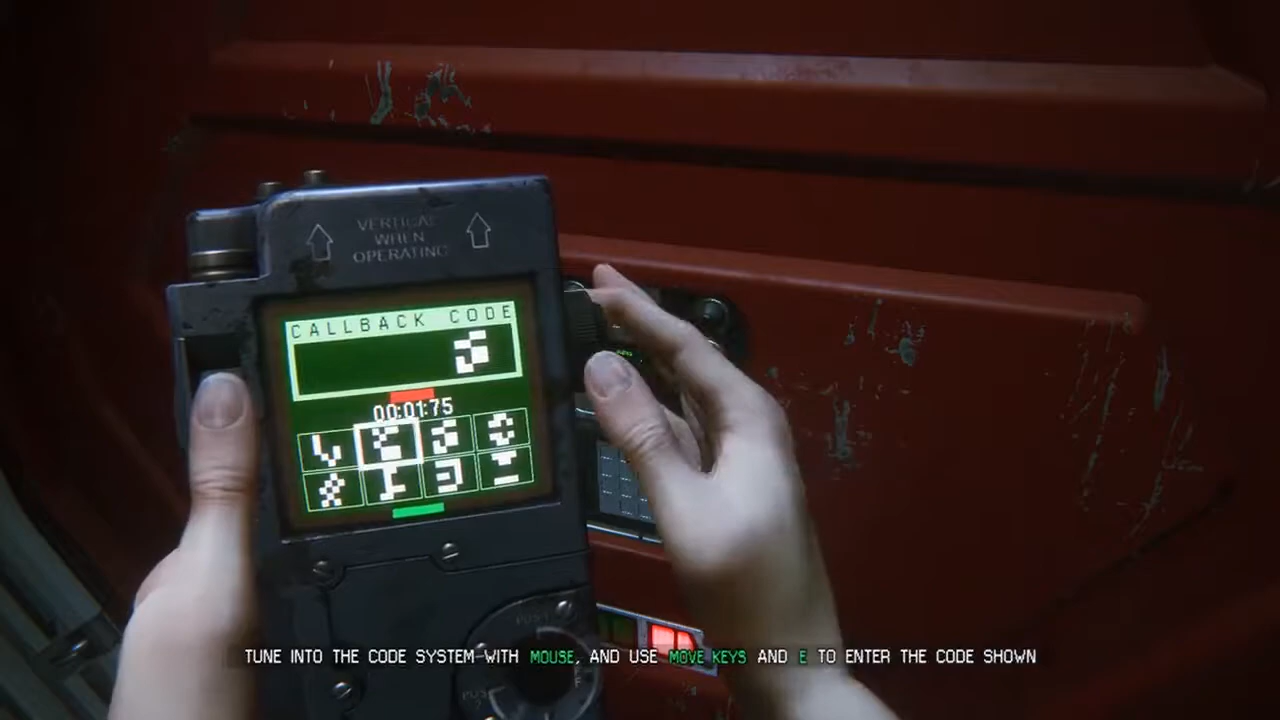 VERTICAL
WHEN
OPERATING
CALLBACK CODE
00:01:75
TUNE INTO THE CODE SYSTEM WITH MOUSE, AND USE MOVE KEYS AND E TO ENTER THE CODE SHOWN